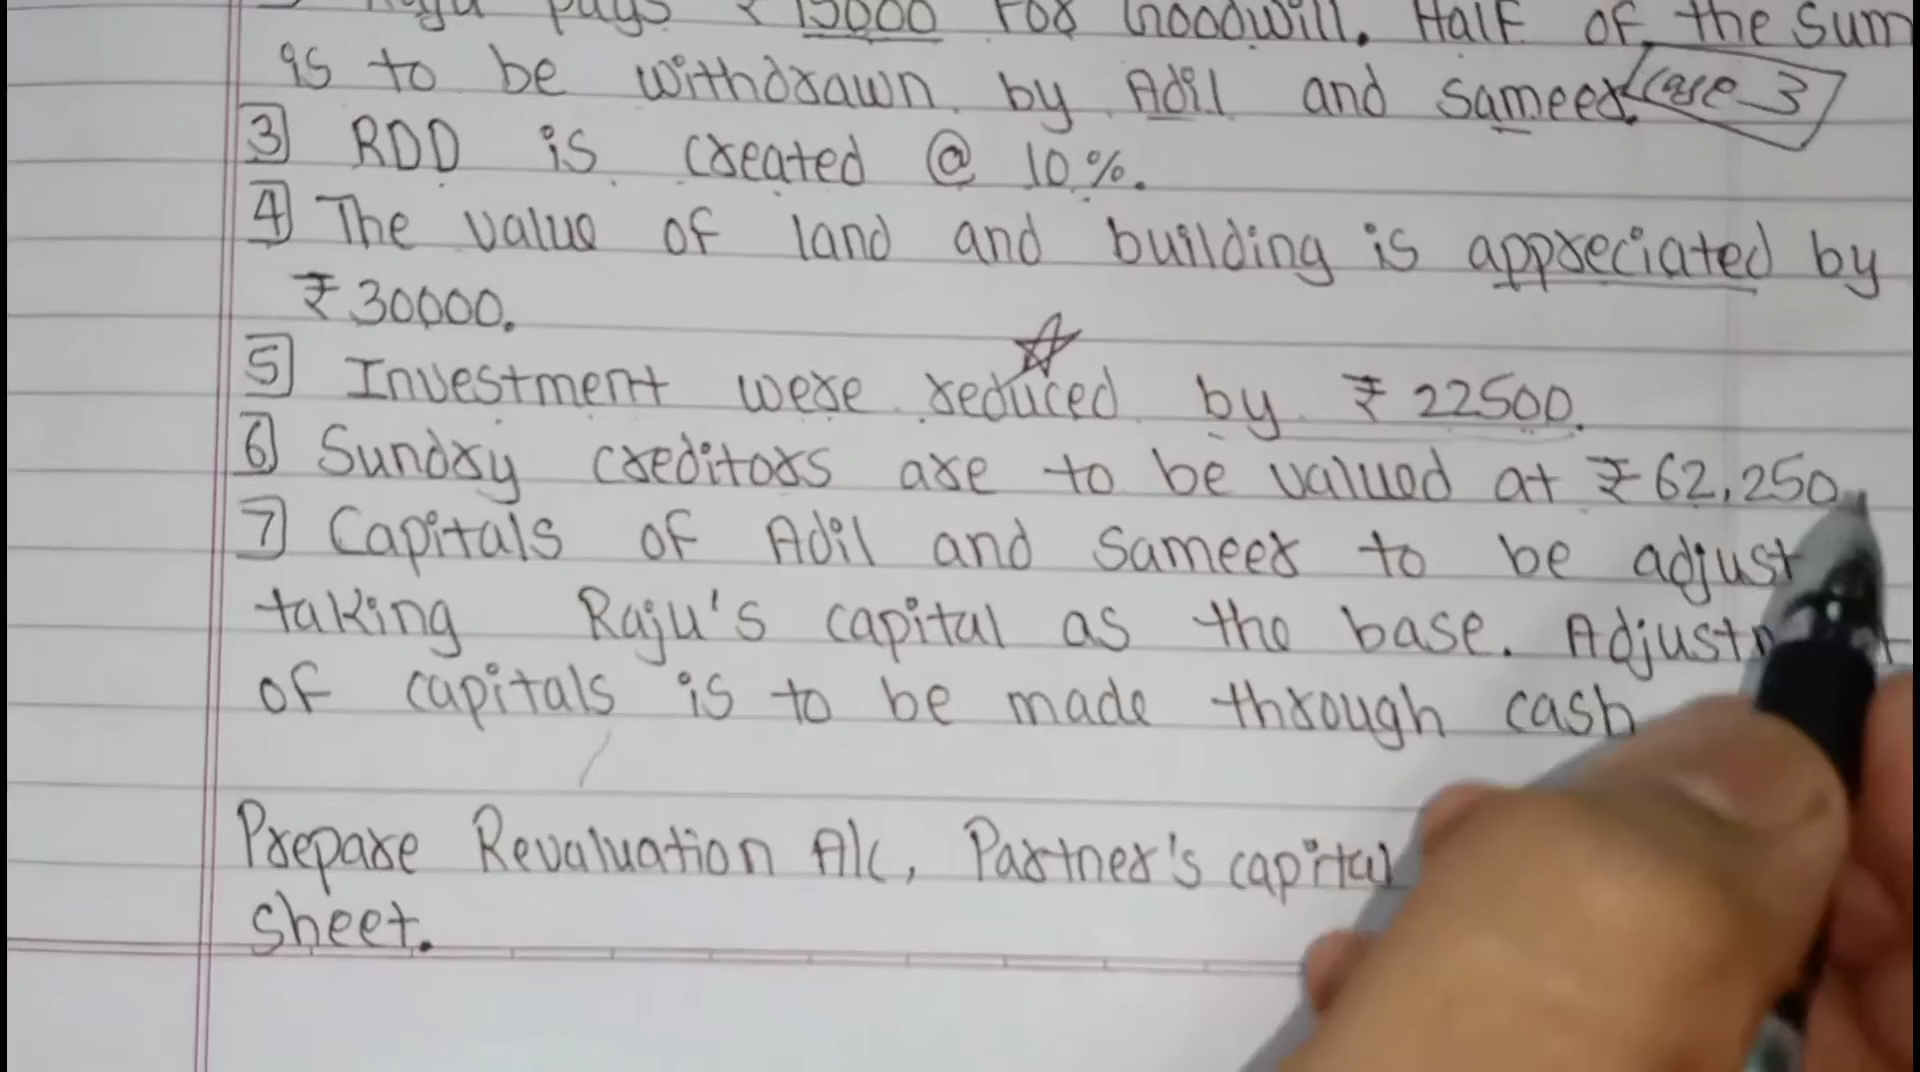 pays ₹ 15000 for Goodwill. Half of the sum
is to be withdrawn by Adil and Sameer. Case 3
3 RDD is created @ 10%.
4 The value of land and building is appreciated by
₹ 30000.
5 Investment were reduced by ₹ 22500.
6 Sundry creditors are to be valued at ₹ 62,250.
7 Capitals of Adil and Sameer to be adjust
taking Raju's capital as the base.
of capitals is to be made through cash
Prepare Revaluation A/c, Partner's capital
sheet.